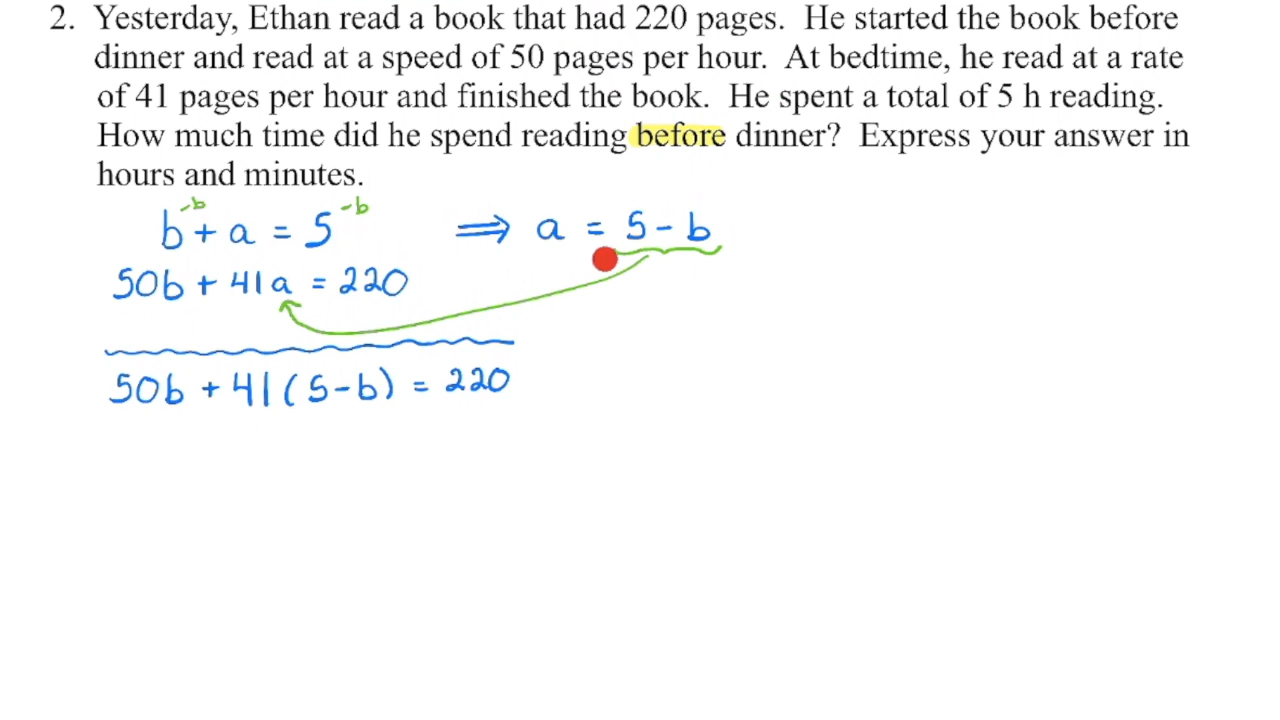 2. Yesterday, Ethan read a book that had 220 pages. He started the book before
dinner and read at a speed of 50 pages per hour. At bedtime, he read at a rate
of 41 pages per hour and finished the book. He spent a total of 5 h reading.
How much time did he spend reading before dinner? Express your answer in
hours and minutes.
-b -b
b + a = 5 ⟹ a = 5 - b
50b + 41a = 220
50b + 41(5-b) = 220